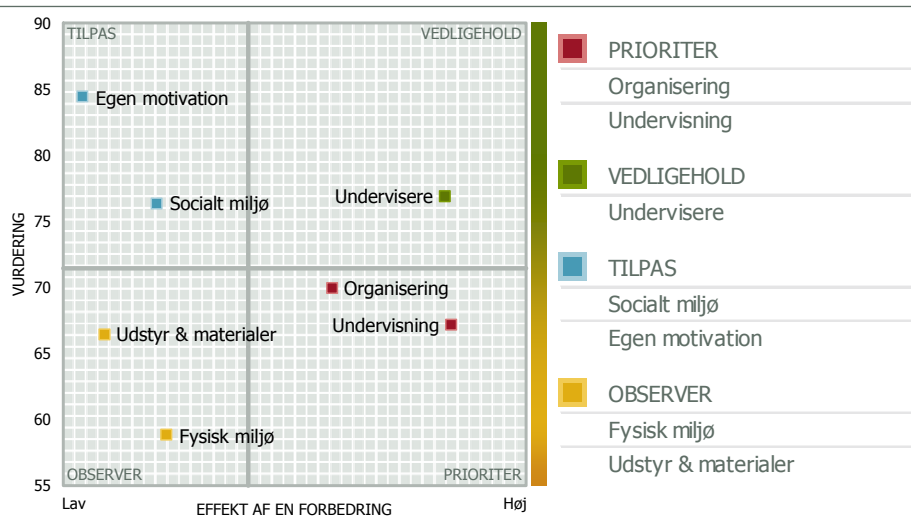 90
TILPAS
VEDLIGEHOLD
85
Egen motivation
80
Undervisere
Socialt miljø
75
VURDERING
70
Organisering
Undervisning
Udstyr & materialer
65
60
Fysisk miljø
OBSERVER
PRIORITER
55
Lav
EFFEKT AF EN FORBEDRING
Høj
PRIORITER
Organisering
Undervisning
VEDLIGEHOLD
Undervisere
TILPAS
Socialt miljø
Egen motivation
OBSERVER
Fysisk miljø
Udstyr & materialer